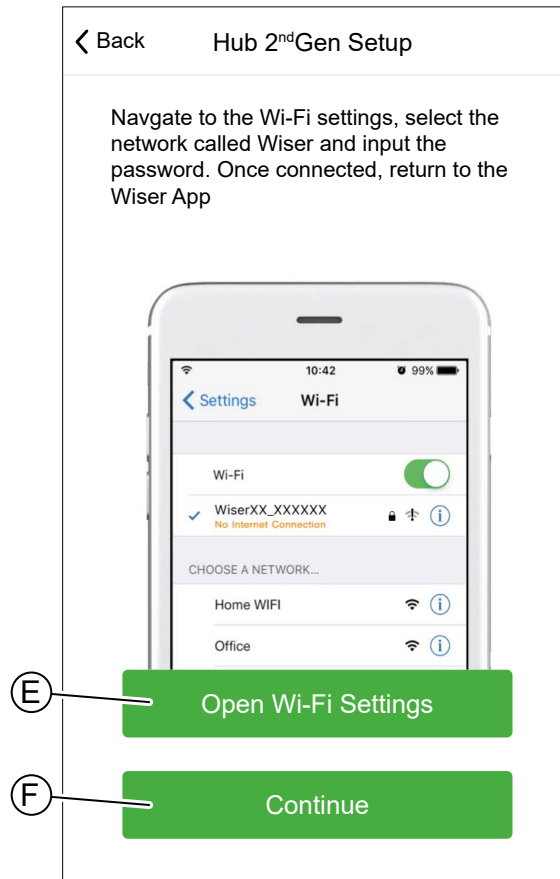 Back
Hub 2ndGen Setup
Navgate to the Wi-Fi settings, select the
network called Wiser and input the
password. Once connected, return to the
Wiser App
10:42
99%
Settings
Wi-Fi
Wi-Fi
WiserXX_XXXXXX
No Internet Connection
CHOOSE A NETWORK...
Home WIFI
Office
E
Open Wi-Fi Settings
F
Continue